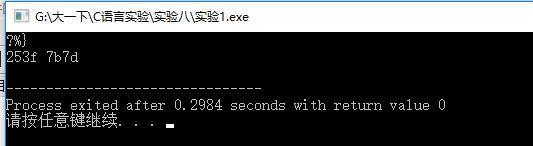 G:\大一下\C语言实验\实验八\实验1.exe
?%}
253f 7b7d
--------------------------------
Process exited after 0.2984 seconds with return value 0
请按任意键继续. . .